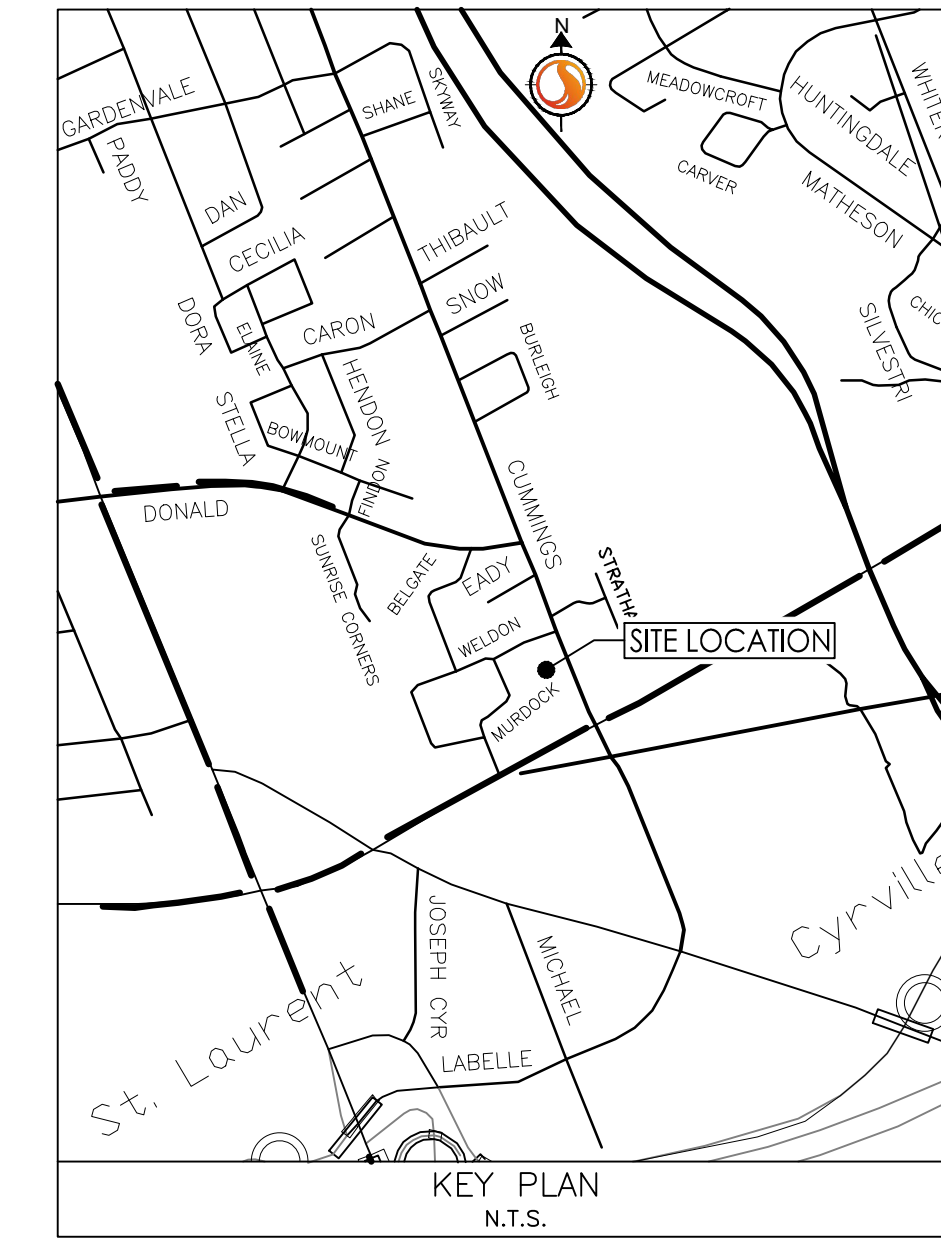 N
SKYWAY
MEADOWCROFT
HUNTINGDALE
GARDENVALE
SHANE
PADDY
CARVER
MATHESON
DAN
THIBAULT
CECILIA
SNOW
DORA
ELAINE
CARON
BURLEIGH
SILVESTRI
HENDON
STELLA
BOWMOUNT
CUMMINGS
FINDON
DONALD
SUNRISE CORNERS
BELGATE
EADY
WELDON
SITE LOCATION
MURDOCK
JOSEPH CYR
MICHAEL
Cyrville
St. Laurent
LABELLE
KEY PLAN
N.T.S.